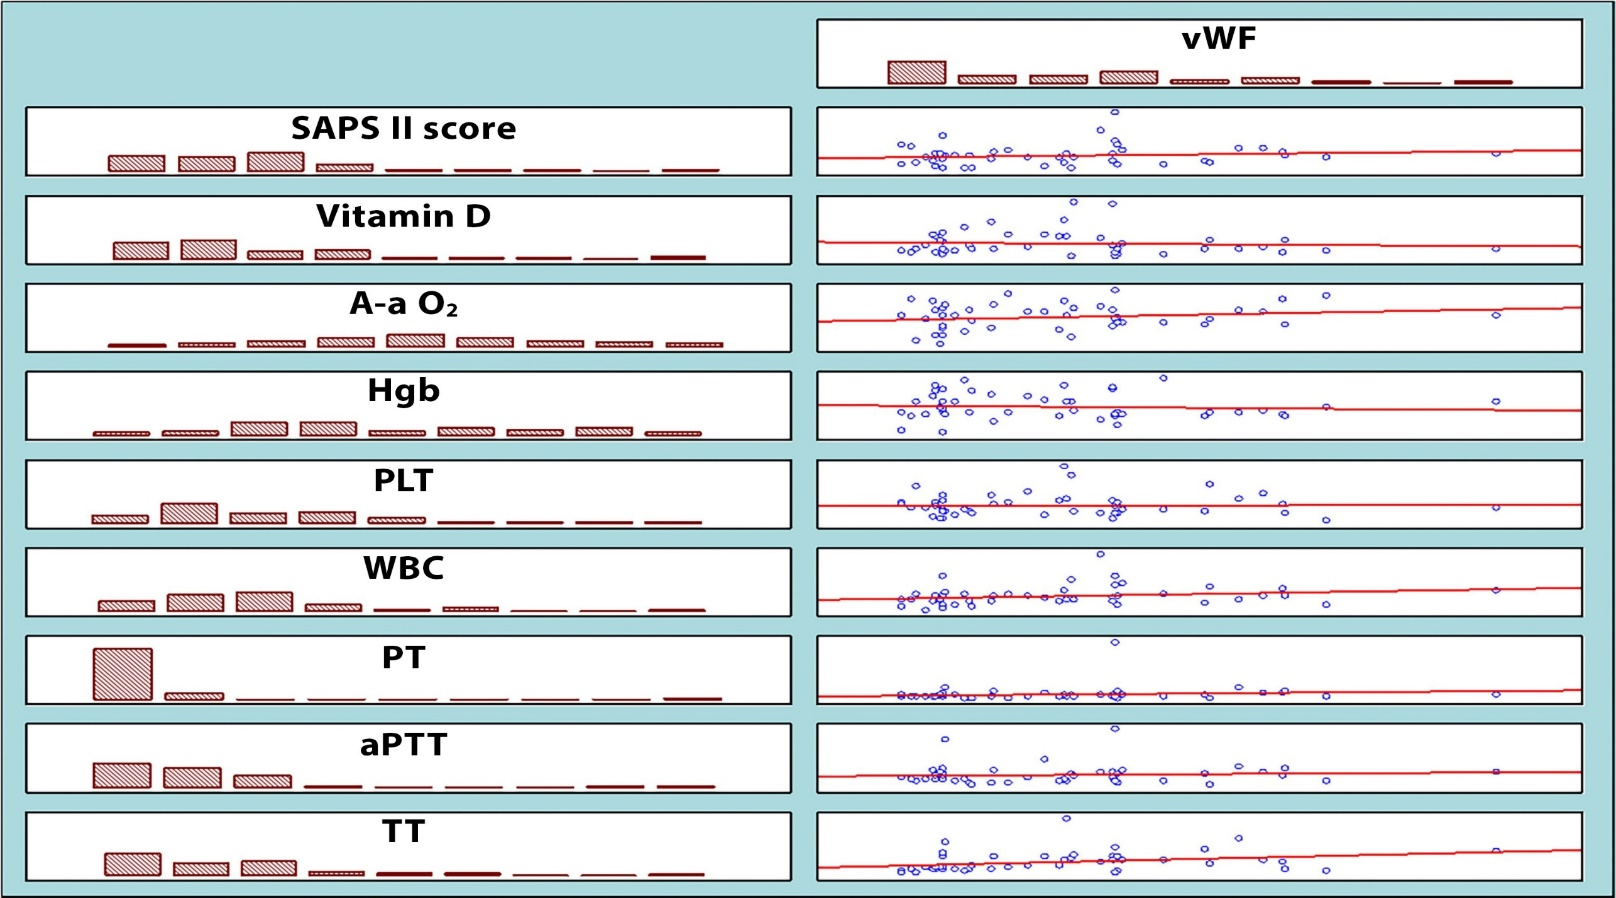 vWF
SAPS II score
Vitamin D
A-a O₂
Hgb
PLT
WBC
PT
aPTT
TT